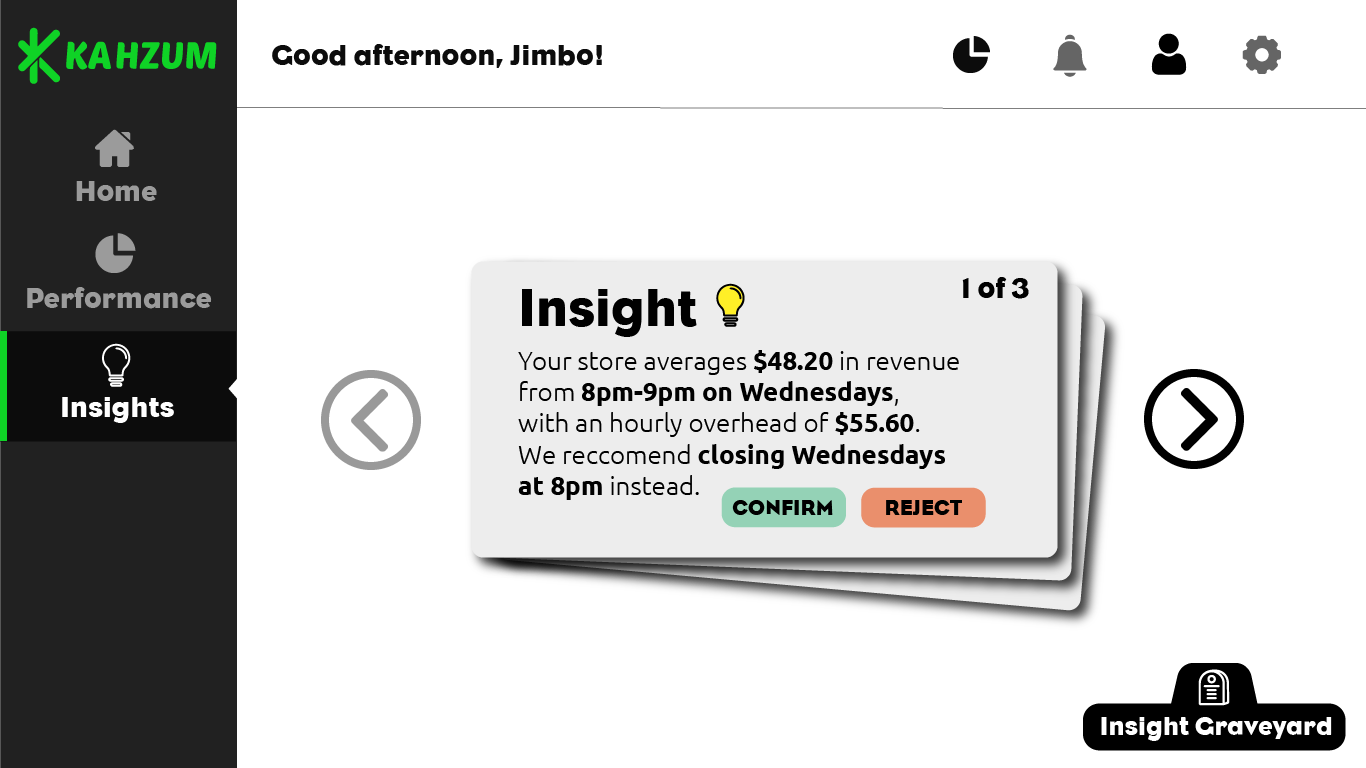 KAHZUM
Good afternoon, Jimbo!
Home
Performance
Insights
1 of 3
Insight
Your store averages $48.20 in revenue
from 8pm-9pm on Wednesdays,
with an hourly overhead of $55.60.
We reccomend closing Wednesdays
at 8pm instead.
CONFIRM
REJECT
Insight Graveyard